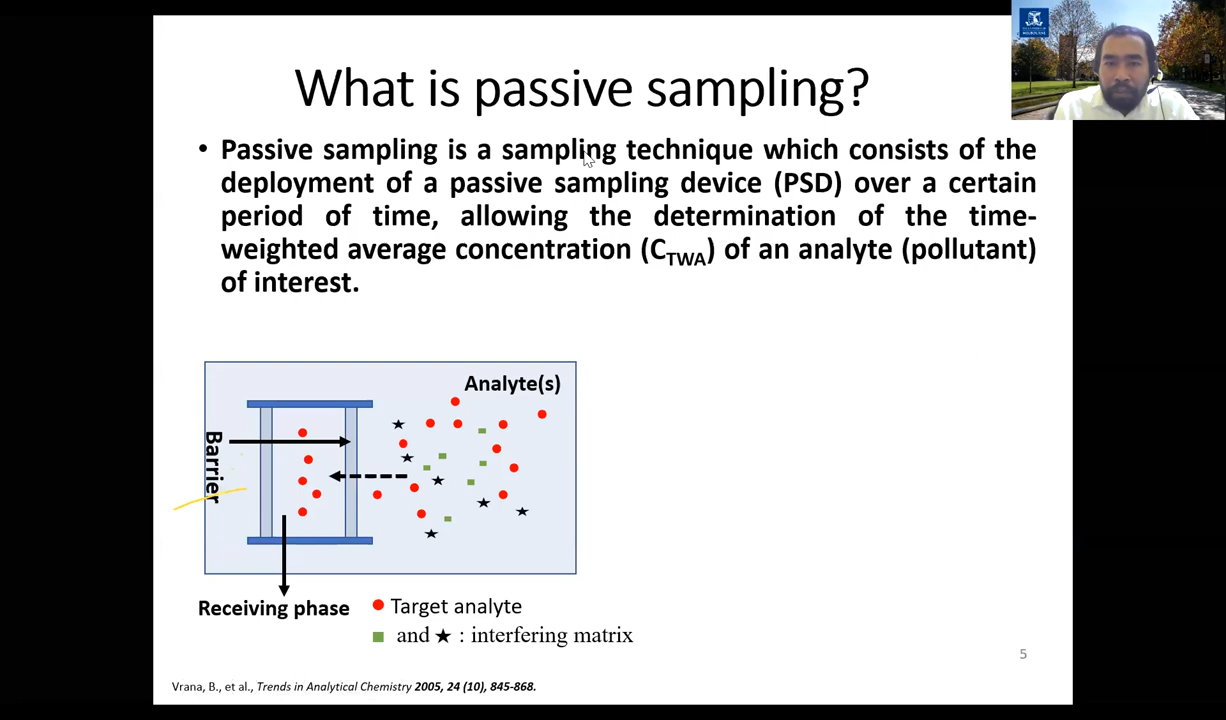 What is passive sampling?
• Passive sampling is a sampling technique which consists of the
deployment of a passive sampling device (PSD) over a certain
period of time, allowing the determination of the time-
weighted average concentration (CTWA) of an analyte (pollutant)
of interest.
Analyte(s)
Barrier
Receiving phase
Target analyte
and ★ : interfering matrix
5
Vrana, B., et al., Trends in Analytical Chemistry 2005, 24 (10), 845-868.
MELBOURNE